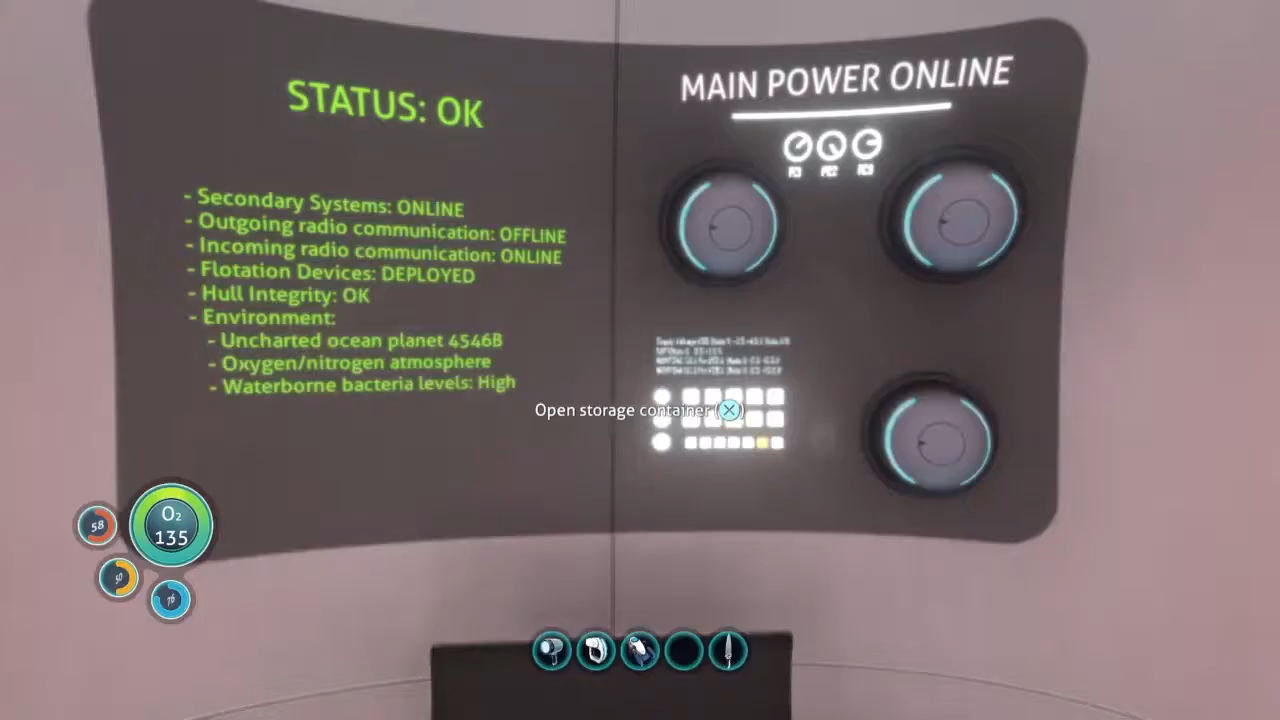 STATUS: OK
- Secondary Systems: ONLINE
- Outgoing radio communication: OFFLINE
- Incoming radio communication: ONLINE
- Flotation Devices: DEPLOYED
- Hull Integrity: OK
- Environment:
- Uncharted ocean planet 4546B
- Oxygen/nitrogen atmosphere
- Waterborne bacteria levels: High
MAIN POWER ONLINE
Open storage container (X)
58
O₂
135
50
76